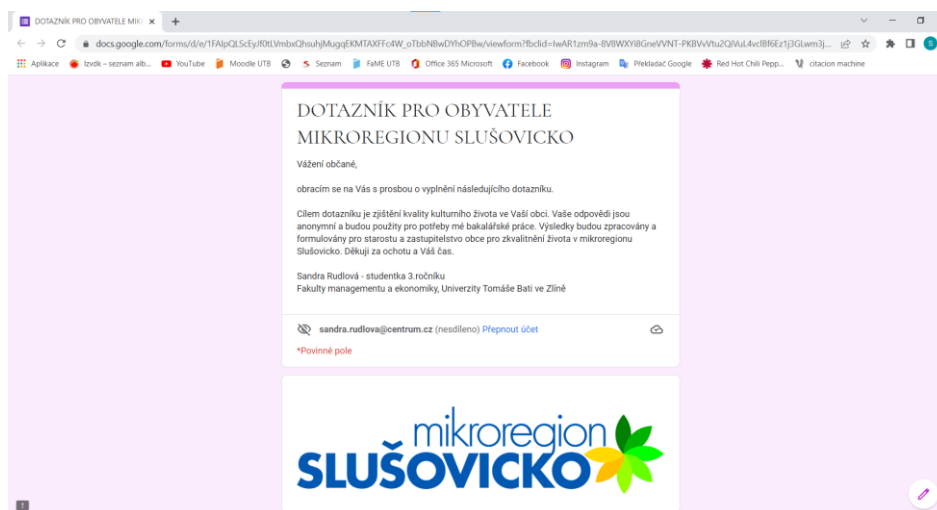 DOTAZNÍK PRO OBYVATELE MIK
docs.google.com/forms/d/e/1FAIpQLScEyJf0tLVmbxQhsuhjMugqEKMTAXFFc4W_oTbbN8wDYhOPBw/viewform?fbclid=IwAR1zm9a-8V8WXYi8GneVVNT-PKBVvVtu2QiVuL4vcIBf6Ez1j3GLwm3j...
Aplikace Izvdk – seznam alb... YouTube Moodle UTB Seznam FaME UTB Office 365 Microsoft Facebook Instagram Překladač Google Red Hot Chili Pepp... citacion machine
DOTAZNÍK PRO OBYVATELE
MIKROREGIONU SLUŠOVICKO
Vážení občané,
obracím se na Vás s prosbou o vyplnění následujícího dotazníku.
Cílem dotazníku je zjištění kvality kulturního života ve Vaší obci. Vaše odpovědi jsou
anonymní a budou použity pro potřeby mé bakalářské práce. Výsledky budou zpracovány a
formulovány pro starostu a zastupitelstvo obce pro zkvalitnění života v mikroregionu
Slušovicko. Děkuji za ochotu a Váš čas.
Sandra Rudlová - studentka 3.ročníku
Fakulty managementu a ekonomiky, Univerzity Tomáše Bati ve Zlíně
sandra.rudlova@centrum.cz (nesdíleno) Přepnout účet
*Povinné pole
mikroregion
SLUŠOVICKO